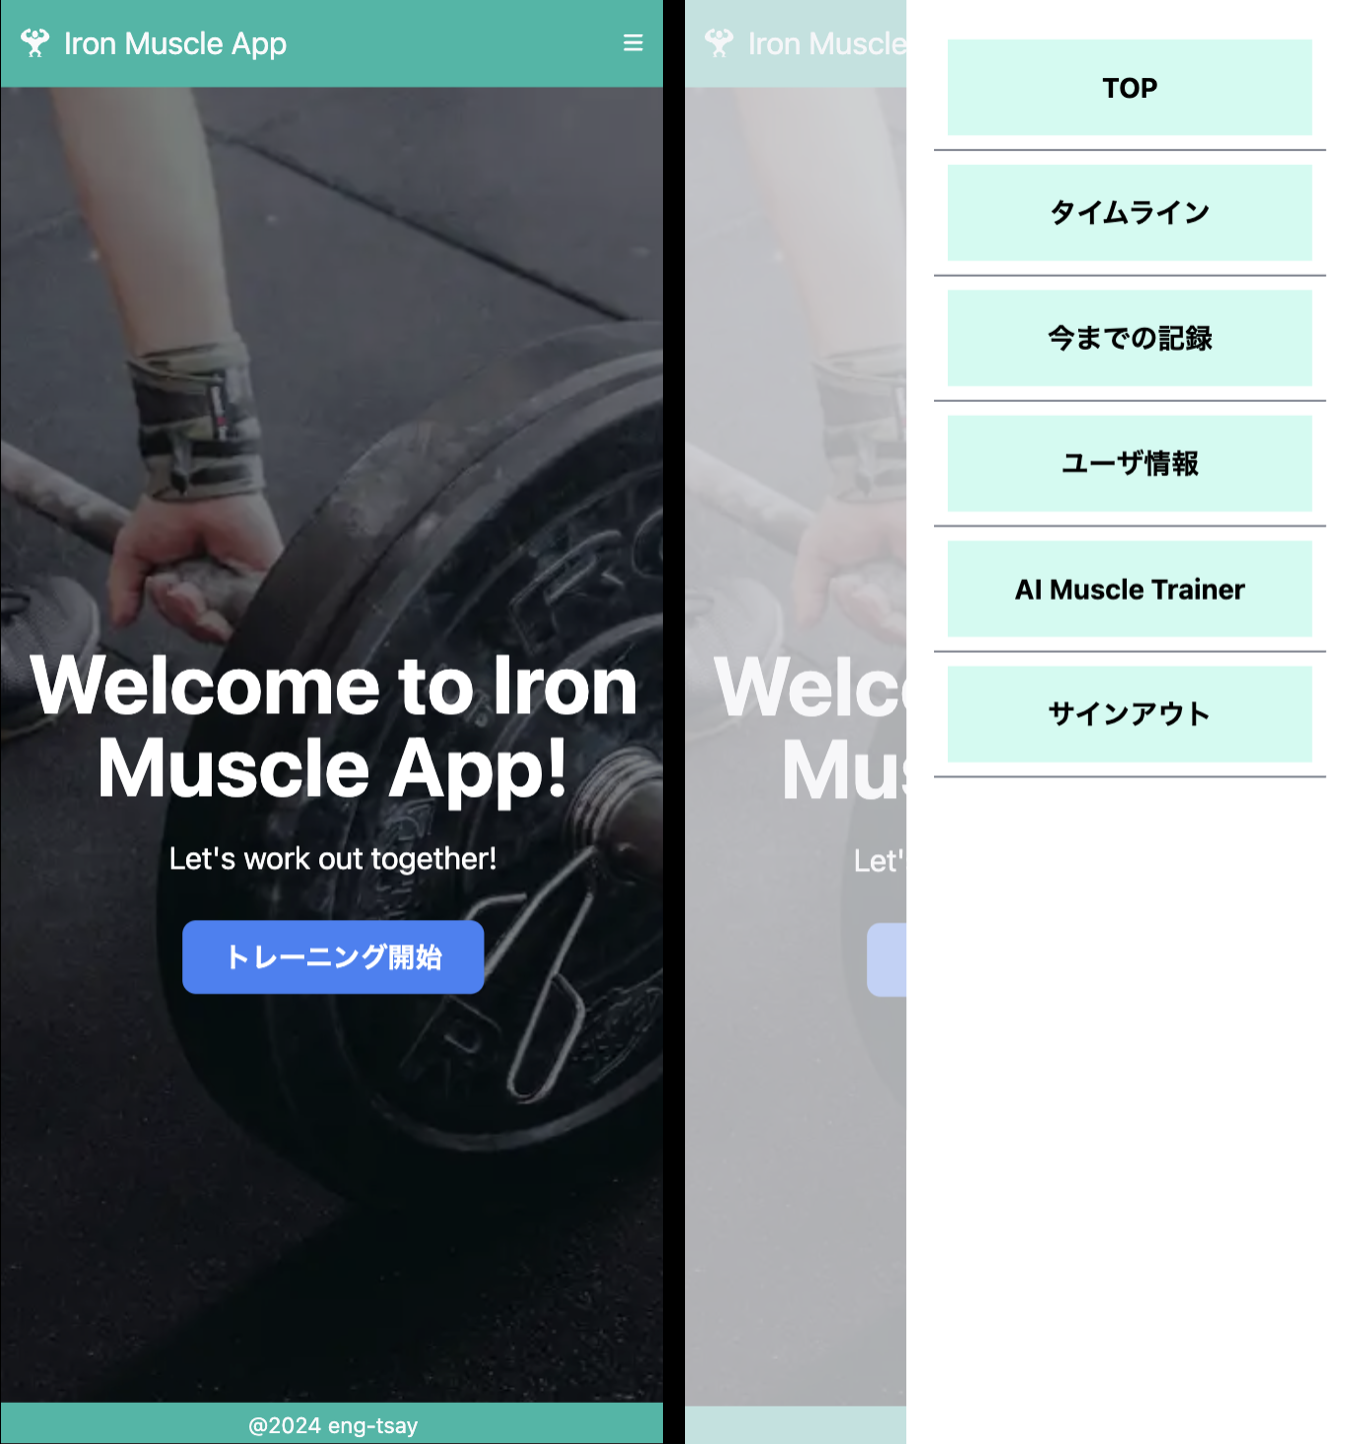 Iron Muscle App
Welcome to Iron
Muscle App!
Let's work out together!
トレーニング開始
@2024 eng-tsay
Iron Muscle
Welc
Mus
Let'
TOP
タイムライン
今までの記録
ユーザ情報
AI Muscle Trainer
サインアウト